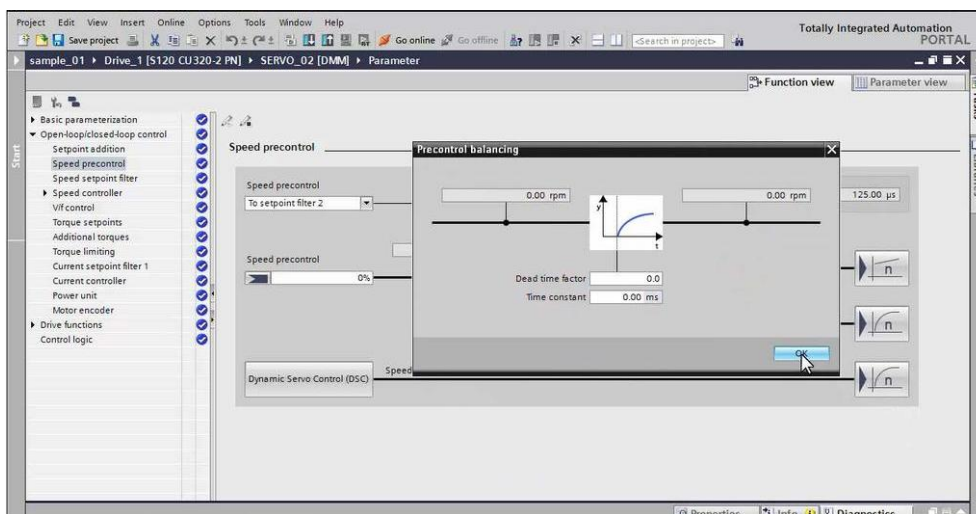 Project Edit View Insert Online Options Tools Window Help
Totally Integrated Automation
PORTAL
Save project Go online Go offline <Search in project>
sample_01 ▸ Drive_1 [S120 CU320-2 PN] ▸ SERVO_02 [DMM] ▸ Parameter
Function view Parameter view
Start
Basic parameterization
Open-loop/closed-loop control
Setpoint addition
Speed precontrol
Speed setpoint filter
Speed controller
V/f control
Torque setpoints
Additional torques
Torque limiting
Current setpoint filter 1
Current controller
Power unit
Motor encoder
Drive functions
Control logic
Speed precontrol
Speed precontrol
To setpoint filter 2
Speed precontrol
0%
Dynamic Servo Control (DSC)
Speed
Precontrol balancing
0.00 rpm
y
t
0.00 rpm
Dead time factor 0.0
Time constant 0.00 ms
OK
125.00 µs
n
n
n
Properties Info Diagnostics